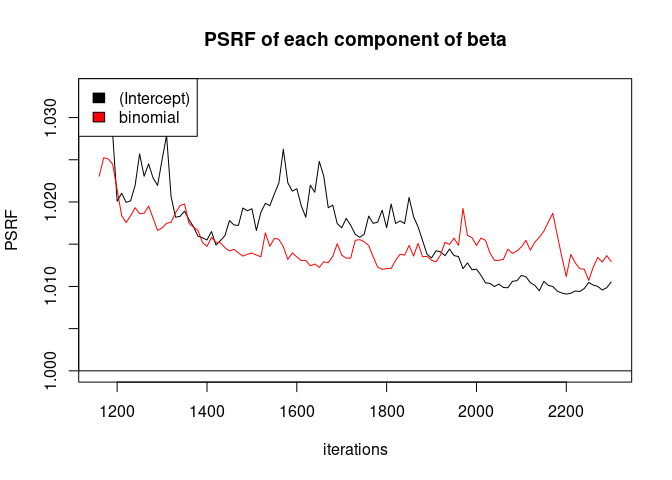 PSRF of each component of beta
(Intercept)
binomial
PSRF
1.030
1.020
1.010
1.000
1200 1400 1600 1800 2000 2200
iterations